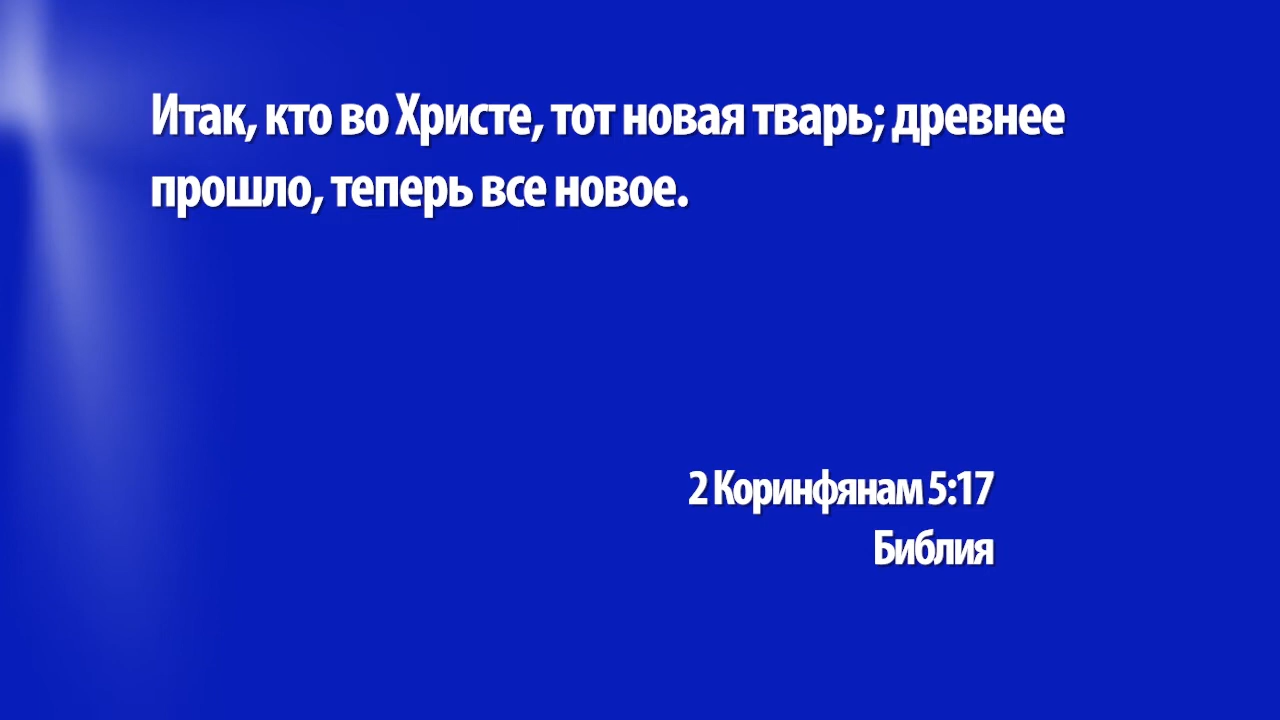 Итак, кто во Христе, тот новая тварь; древнее
прошло, теперь все новое.
2 Коринфянам 5:17
Библия